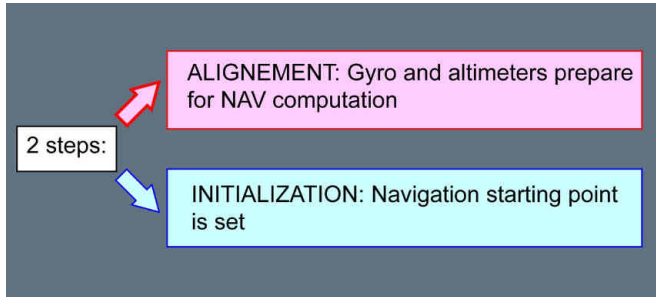 ALIGNEMENT: Gyro and altimeters prepare
for NAV computation
2 steps:
INITIALIZATION: Navigation starting point
is set